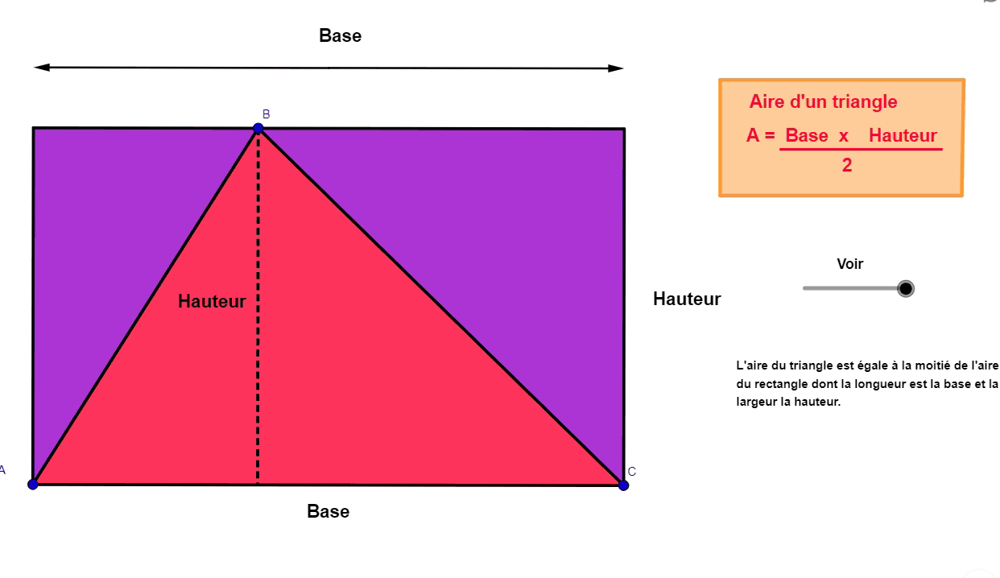 Base
B
Aire d'un triangle
A = Base x Hauteur
2
Voir
Hauteur
Hauteur
L'aire du triangle est égale à la moitié de l'aire
du rectangle dont la longueur est la base et la
largeur la hauteur.
A
C
Base